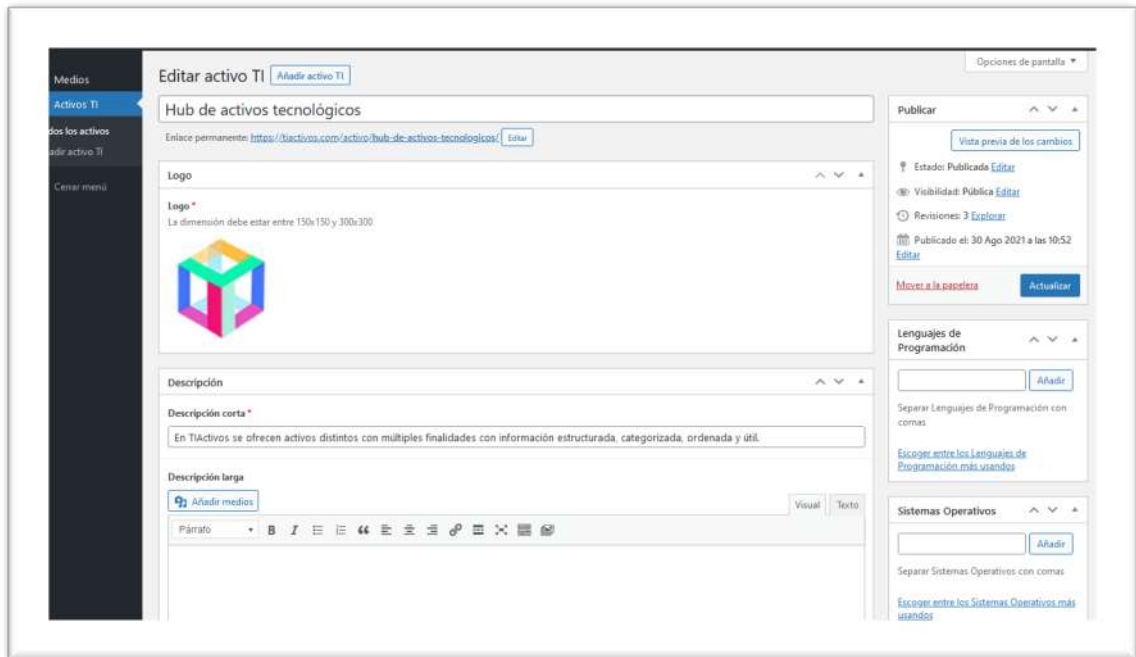 Opciones de pantalla ▼
Medios
Activos TI
dos los activos
adir activo TI
Cerrar menú
Editar activo TI
Añadir activo TI
Hub de activos tecnológicos
Enlace permanente: https://tiactivos.com/activo/hub-de-activos-tecnologicos/ Editar
Logo
Logo *
La dimensión debe estar entre 150x150 y 300x300
Descripción
Descripción corta *
En TIActivos se ofrecen activos distintos con múltiples finalidades con información estructurada, categorizada, ordenada y útil.
Descripción larga
Añadir medios
Visual Texto
Párrafo
Publicar
Vista previa de los cambios
Estado: Publicada Editar
Visibilidad: Pública Editar
Revisiones: 3 Explorar
Publicado el: 30 Ago 2021 a las 10:52
Editar
Mover a la papelera
Actualizar
Lenguajes de
Programación
Añadir
Separar Lenguajes de Programación con
comas
Escoger entre los Lenguajes de
Programación más usandos
Sistemas Operativos
Añadir
Separar Sistemas Operativos con comas
Escoger entre los Sistemas Operativos más
usandos